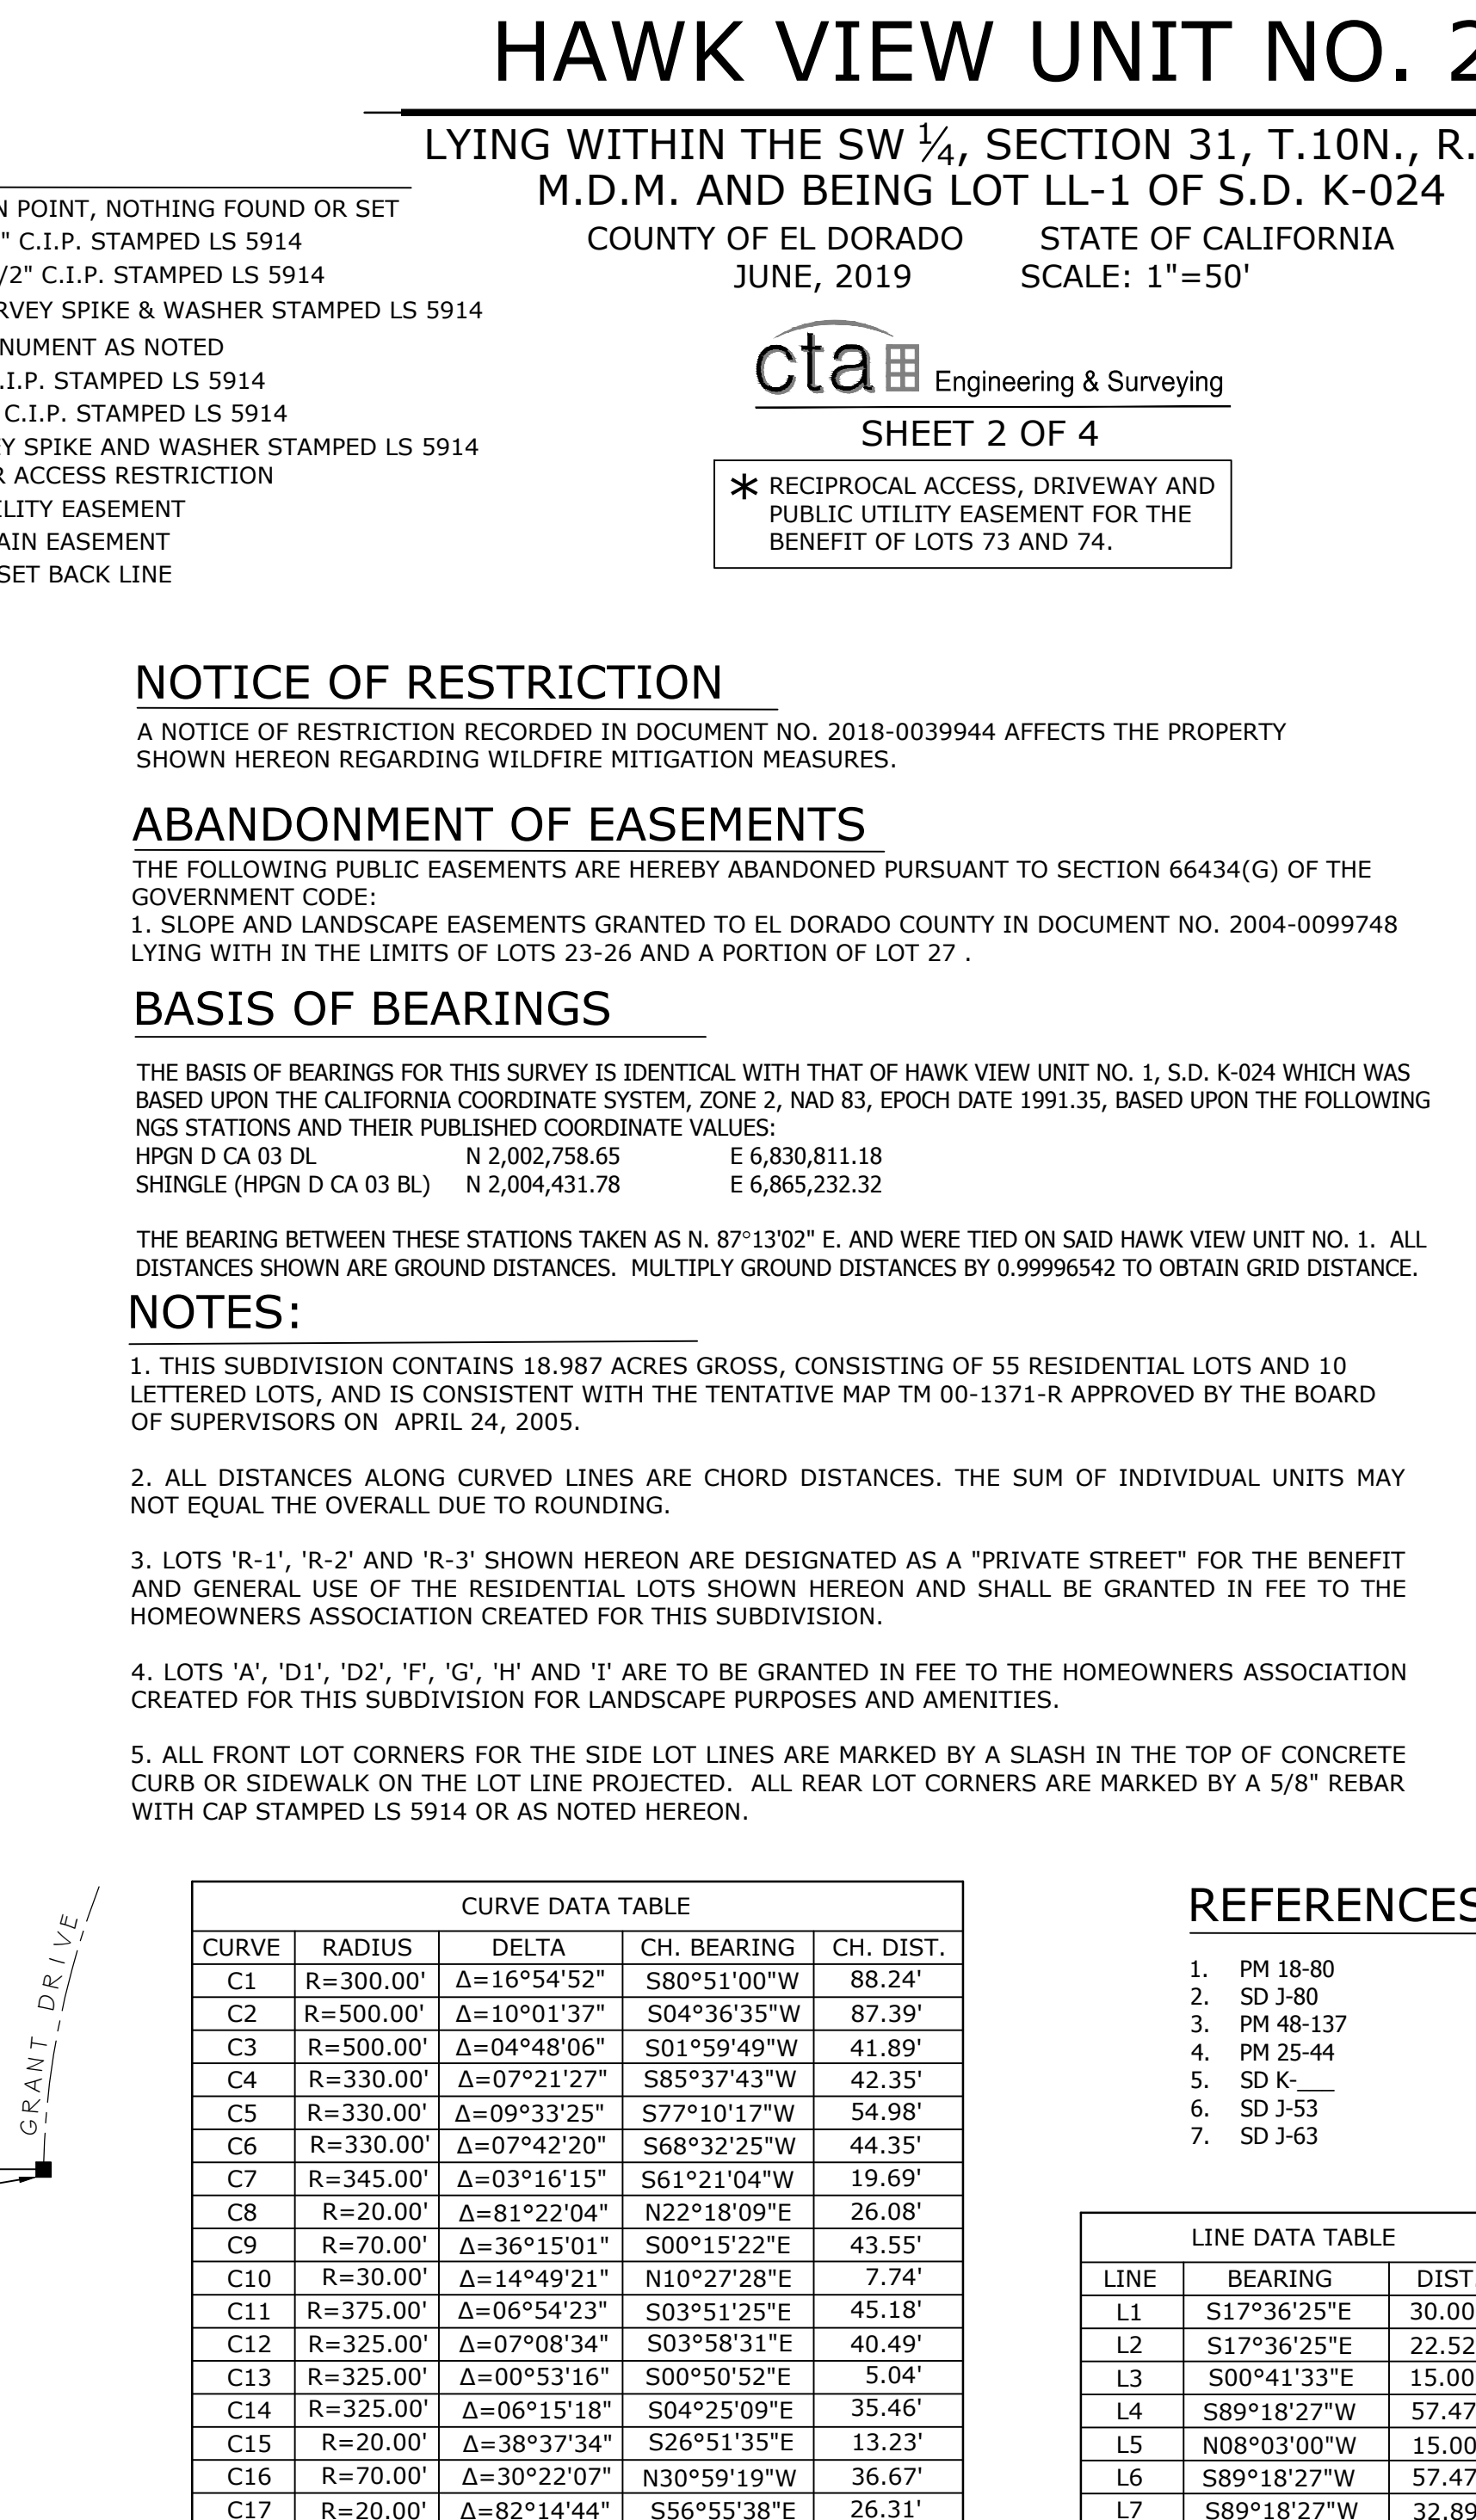 HAWK VIEW UNIT NO. 2
LYING WITHIN THE SW ¼, SECTION 31, T.10N., R.
M.D.M. AND BEING LOT LL-1 OF S.D. K-024
COUNTY OF EL DORADO STATE OF CALIFORNIA
JUNE, 2019 SCALE: 1"=50'
cta Engineering & Surveying
SHEET 2 OF 4
* RECIPROCAL ACCESS, DRIVEWAY AND
PUBLIC UTILITY EASEMENT FOR THE
BENEFIT OF LOTS 73 AND 74.
N POINT, NOTHING FOUND OR SET
" C.I.P. STAMPED LS 5914
/2" C.I.P. STAMPED LS 5914
RVEY SPIKE & WASHER STAMPED LS 5914
NUMENT AS NOTED
.I.P. STAMPED LS 5914
C.I.P. STAMPED LS 5914
EY SPIKE AND WASHER STAMPED LS 5914
R ACCESS RESTRICTION
ILITY EASEMENT
AIN EASEMENT
SET BACK LINE
NOTICE OF RESTRICTION
A NOTICE OF RESTRICTION RECORDED IN DOCUMENT NO. 2018-0039944 AFFECTS THE PROPERTY
SHOWN HEREON REGARDING WILDFIRE MITIGATION MEASURES.
ABANDONMENT OF EASEMENTS
THE FOLLOWING PUBLIC EASEMENTS ARE HEREBY ABANDONED PURSUANT TO SECTION 66434(G) OF THE
GOVERNMENT CODE:
1. SLOPE AND LANDSCAPE EASEMENTS GRANTED TO EL DORADO COUNTY IN DOCUMENT NO. 2004-0099748
LYING WITH IN THE LIMITS OF LOTS 23-26 AND A PORTION OF LOT 27 .
BASIS OF BEARINGS
THE BASIS OF BEARINGS FOR THIS SURVEY IS IDENTICAL WITH THAT OF HAWK VIEW UNIT NO. 1, S.D. K-024 WHICH WAS
BASED UPON THE CALIFORNIA COORDINATE SYSTEM, ZONE 2, NAD 83, EPOCH DATE 1991.35, BASED UPON THE FOLLOWING
NGS STATIONS AND THEIR PUBLISHED COORDINATE VALUES:
HPGN D CA 03 DL N 2,002,758.65 E 6,830,811.18
SHINGLE (HPGN D CA 03 BL) N 2,004,431.78 E 6,865,232.32
THE BEARING BETWEEN THESE STATIONS TAKEN AS N. 87°13'02" E. AND WERE TIED ON SAID HAWK VIEW UNIT NO. 1. ALL
DISTANCES SHOWN ARE GROUND DISTANCES. MULTIPLY GROUND DISTANCES BY 0.99996542 TO OBTAIN GRID DISTANCE.
NOTES:
1. THIS SUBDIVISION CONTAINS 18.987 ACRES GROSS, CONSISTING OF 55 RESIDENTIAL LOTS AND 10
LETTERED LOTS, AND IS CONSISTENT WITH THE TENTATIVE MAP TM 00-1371-R APPROVED BY THE BOARD
OF SUPERVISORS ON APRIL 24, 2005.
2. ALL DISTANCES ALONG CURVED LINES ARE CHORD DISTANCES. THE SUM OF INDIVIDUAL UNITS MAY
NOT EQUAL THE OVERALL DUE TO ROUNDING.
3. LOTS 'R-1', 'R-2' AND 'R-3' SHOWN HEREON ARE DESIGNATED AS A "PRIVATE STREET" FOR THE BENEFIT
AND GENERAL USE OF THE RESIDENTIAL LOTS SHOWN HEREON AND SHALL BE GRANTED IN FEE TO THE
HOMEOWNERS ASSOCIATION CREATED FOR THIS SUBDIVISION.
4. LOTS 'A', 'D1', 'D2', 'F', 'G', 'H' AND 'I' ARE TO BE GRANTED IN FEE TO THE HOMEOWNERS ASSOCIATION
CREATED FOR THIS SUBDIVISION FOR LANDSCAPE PURPOSES AND AMENITIES.
5. ALL FRONT LOT CORNERS FOR THE SIDE LOT LINES ARE MARKED BY A SLASH IN THE TOP OF CONCRETE
CURB OR SIDEWALK ON THE LOT LINE PROJECTED. ALL REAR LOT CORNERS ARE MARKED BY A 5/8" REBAR
WITH CAP STAMPED LS 5914 OR AS NOTED HEREON.
GRANT DRIVE
CURVE DATA TABLE
CURVE RADIUS DELTA CH. BEARING CH. DIST.
C1 R=300.00' Δ=16°54'52" S80°51'00"W 88.24'
C2 R=500.00' Δ=10°01'37" S04°36'35"W 87.39'
C3 R=500.00' Δ=04°48'06" S01°59'49"W 41.89'
C4 R=330.00' Δ=07°21'27" S85°37'43"W 42.35'
C5 R=330.00' Δ=09°33'25" S77°10'17"W 54.98'
C6 R=330.00' Δ=07°42'20" S68°32'25"W 44.35'
C7 R=345.00' Δ=03°16'15" S61°21'04"W 19.69'
C8 R=20.00' Δ=81°22'04" N22°18'09"E 26.08'
C9 R=70.00' Δ=36°15'01" S00°15'22"E 43.55'
C10 R=30.00' Δ=14°49'21" N10°27'28"E 7.74'
C11 R=375.00' Δ=06°54'23" S03°51'25"E 45.18'
C12 R=325.00' Δ=07°08'34" S03°58'31"E 40.49'
C13 R=325.00' Δ=00°53'16" S00°50'52"E 5.04'
C14 R=325.00' Δ=06°15'18" S04°25'09"E 35.46'
C15 R=20.00' Δ=38°37'34" S26°51'35"E 13.23'
C16 R=70.00' Δ=30°22'07" N30°59'19"W 36.67'
C17 R=20.00' Δ=82°14'44" S56°55'38"E 26.31'
REFERENCES
1. PM 18-80
2. SD J-80
3. PM 48-137
4. PM 25-44
5. SD K-___
6. SD J-53
7. SD J-63
LINE DATA TABLE
LINE BEARING DIST.
L1 S17°36'25"E 30.00
L2 S17°36'25"E 22.52
L3 S00°41'33"E 15.00
L4 S89°18'27"W 57.47
L5 N08°03'00"W 15.00
L6 S89°18'27"W 57.47
L7 S89°18'27"W 32.89